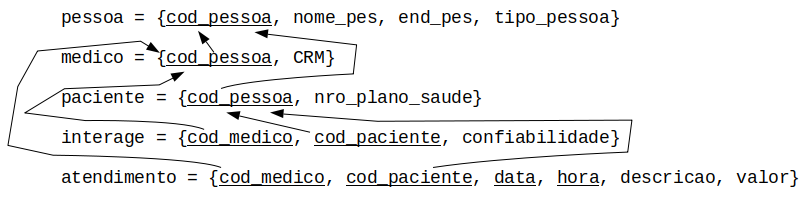 pessoa = {cod_pessoa, nome_pes, end_pes, tipo_pessoa}
medico = {cod_pessoa, CRM}
paciente = {cod_pessoa, nro_plano_saude}
interage = {cod_medico, cod_paciente, confiabilidade}
atendimento = {cod_medico, cod_paciente, data, hora, descricao, valor}